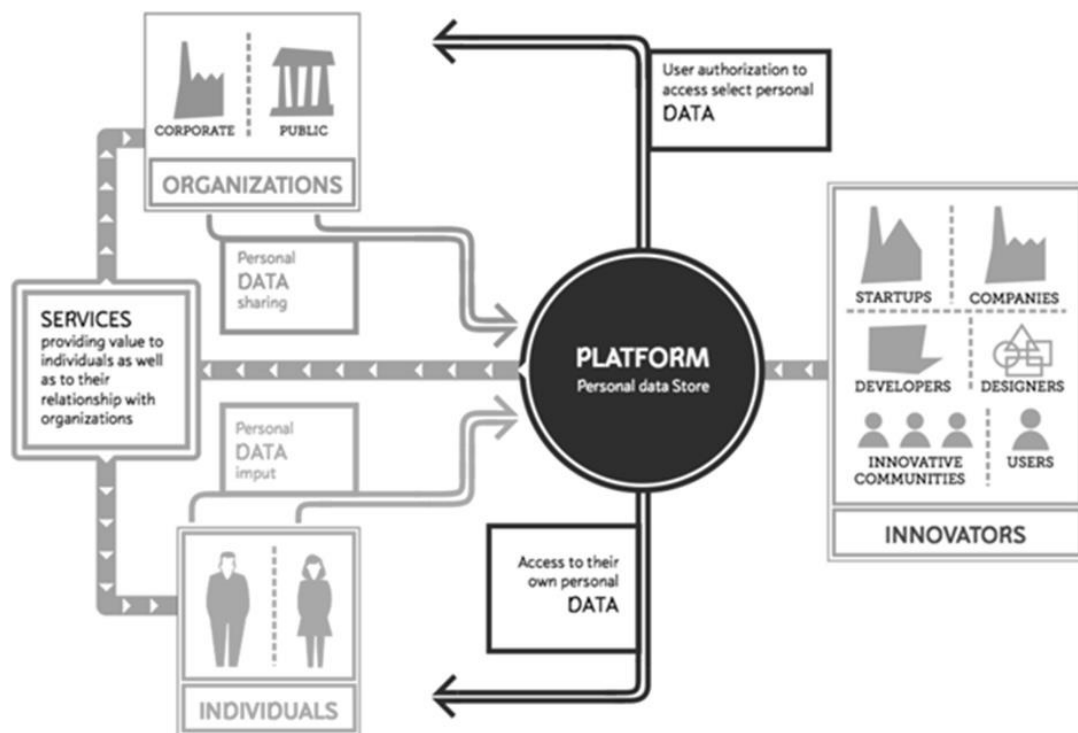 CORPORATE
PUBLIC
ORGANIZATIONS
User authorization to
access select personal
DATA
Personal
DATA
sharing
SERVICES
providing value to
individuals as well
as to their
relationship with
organizations
PLATFORM
Personal data Store
STARTUPS
COMPANIES
DEVELOPERS
DESIGNERS
INNOVATIVE
COMMUNITIES
USERS
INNOVATORS
Personal
DATA
imput
Access to their
own personal
DATA
INDIVIDUALS